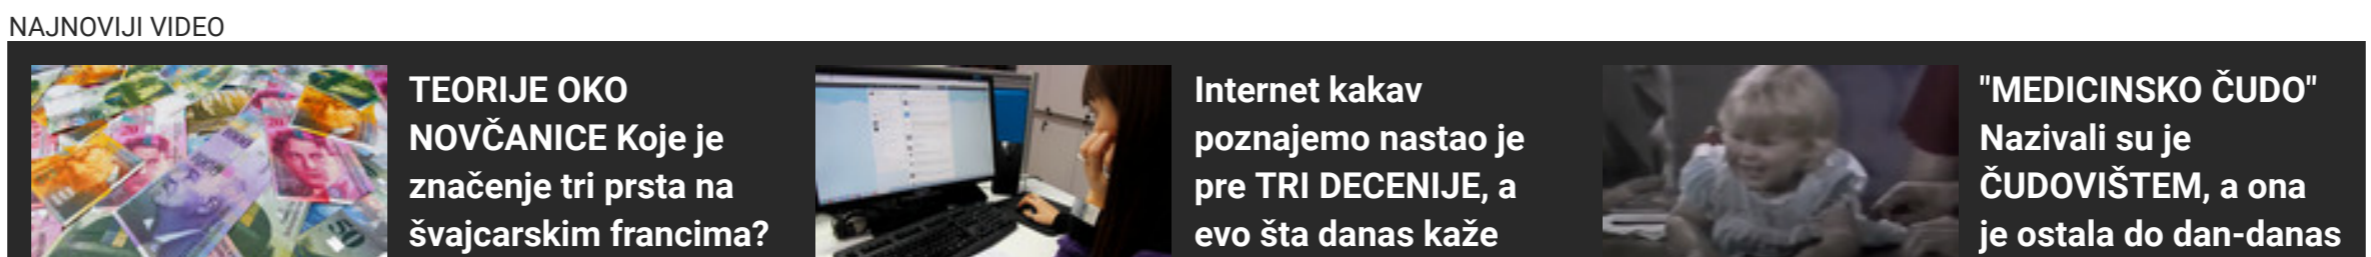 NAJNOVIJI VIDEO
TEORIJE OKO
NOVČANICE Koje je
značenje tri prsta na
švajcarskim francima?
Internet kakav
poznajemo nastao je
pre TRI DECENIJE, a
evo šta danas kaže
"MEDICINSKO ČUDO"
Nazivali su je
ČUDOVIŠTEM, a ona
je ostala do dan-danas